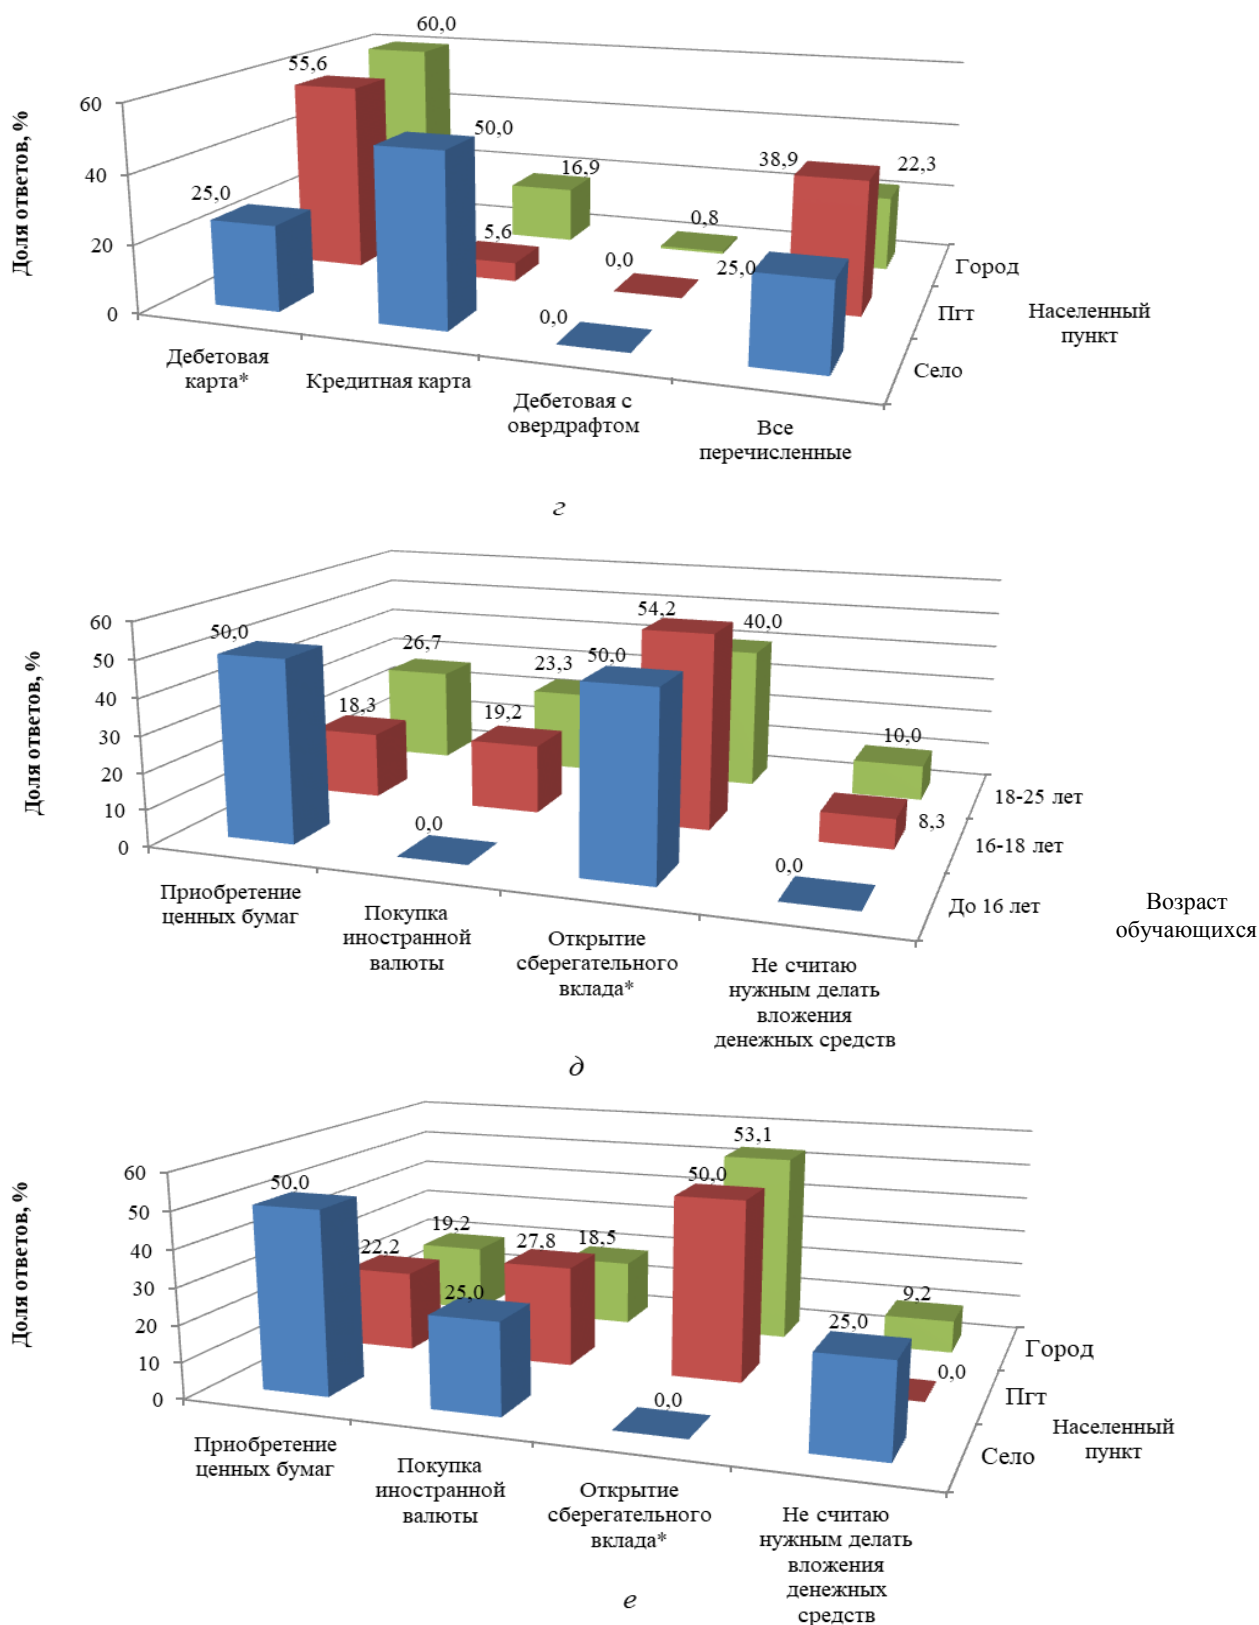 Доля ответов, %
60
40
20
0
60,0
55,6
50,0
25,0
16,9
5,6
38,9
22,3
0,8
0,0
25,0
0,0
Город
Пгт
Село
Населенный
пункт
Дебетовая
карта*
Кредитная карта
Дебетовая с
овердрафтом
Все
перечисленные
г
Доля ответов, %
60
50
40
30
20
10
0
50,0
26,7
18,3
23,3
19,2
0,0
54,2
50,0
40,0
10,0
8,3
0,0
18-25 лет
16-18 лет
До 16 лет
Возраст
обучающихся
Приобретение
ценных бумаг
Покупка
иностранной
валюты
Открытие
сберегательного
вклада*
Не считаю
нужным делать
вложения
денежных средств
д
Доля ответов, %
60
50
40
30
20
10
0
50,0
22,2
19,2
25,0
27,8
18,5
53,1
50,0
0,0
9,2
25,0
0,0
Город
Пгт
Село
Населенный
пункт
Приобретение
ценных бумаг
Покупка
иностранной
валюты
Открытие
сберегательного
вклада*
Не считаю
нужным делать
вложения
денежных
средств
е